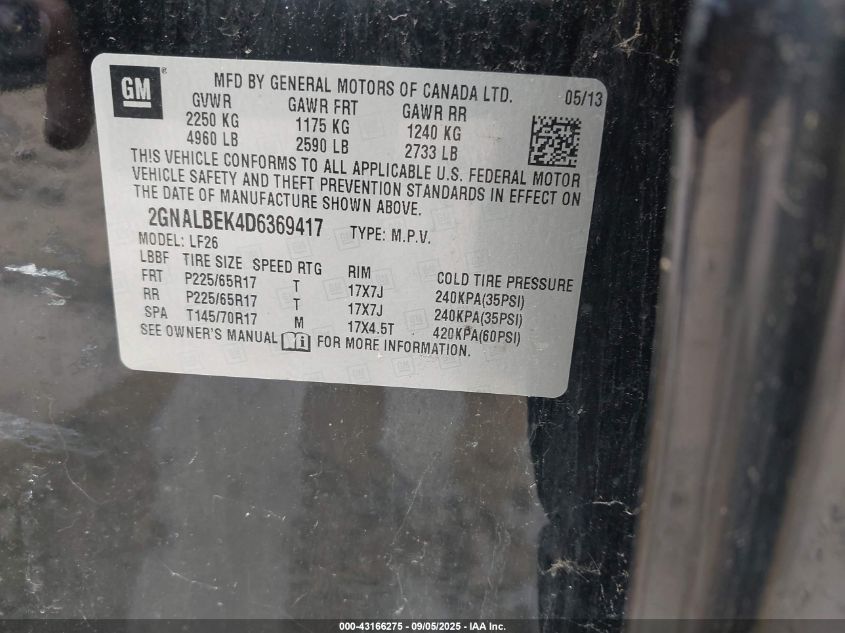 GM ® MFD BY GENERAL MOTORS OF CANADA LTD. 05/13
GVWR GAWR FRT GAWR RR
2250 KG 1175 KG 1240 KG
4960 LB 2590 LB 2733 LB
THIS VEHICLE CONFORMS TO ALL APPLICABLE U.S. FEDERAL MOTOR
VEHICLE SAFETY AND THEFT PREVENTION STANDARDS IN EFFECT ON
THE DATE OF MANUFACTURE SHOWN ABOVE.
2GNALBEK4D6369417 TYPE: M.P.V.
MODEL: LF26
LBBF TIRE SIZE SPEED RTG RIM COLD TIRE PRESSURE
FRT P225/65R17 T 17X7J 240KPA(35PSI)
RR P225/65R17 T 17X7J 240KPA(35PSI)
SPA T145/70R17 M 17X4.5T 420KPA(60PSI)
SEE OWNER'S MANUAL FOR MORE INFORMATION.
000-43166275 - 09/05/2025 - IAA Inc.